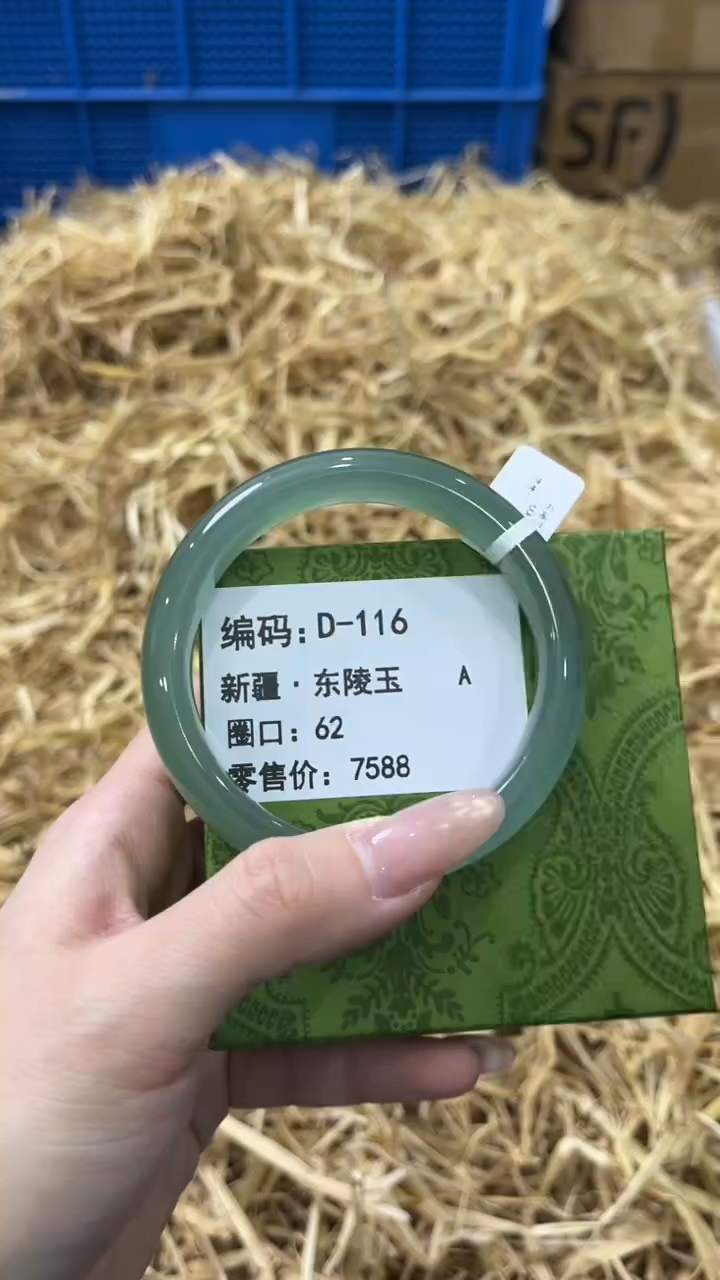 SF)
编码：D-116
新疆·东陵玉 A
圈口：62
零售价：7588